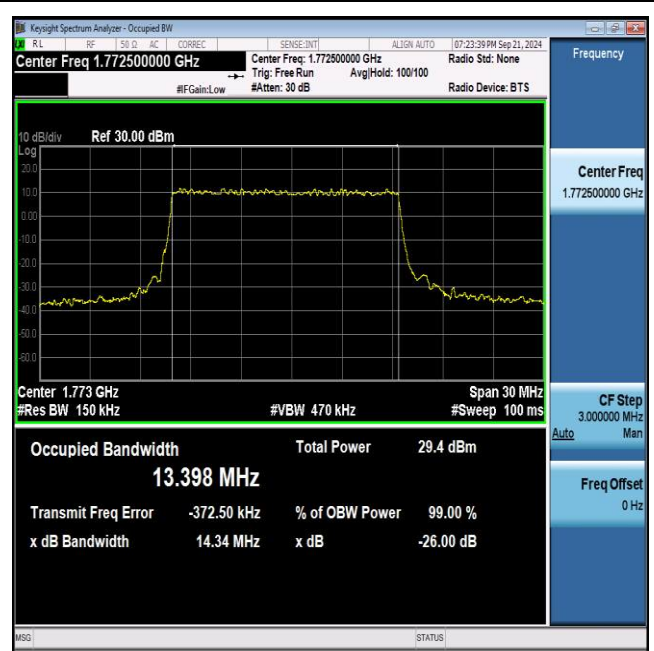 Keysight Spectrum Analyzer - Occupied BW
RL RF 50 Ω AC CORREC SENSE:INT ALIGN AUTO 07:23:39 PM Sep 21, 2024
Center Freq 1.772500000 GHz Center Freq: 1.772500000 GHz Radio Std: None
Trig: Free Run Avg|Hold: 100/100
#IFGain:Low #Atten: 30 dB Radio Device: BTS
Frequency
10 dB/div Ref 30.00 dBm
Log
20.0
10.0
0.00
-10.0
-20.0
-30.0
-40.0
-50.0
-60.0
Center Freq
1.772500000 GHz
Center 1.773 GHz Span 30 MHz
#Res BW 150 kHz #VBW 470 kHz #Sweep 100 ms
CF Step
3.000000 MHz
Auto Man
Occupied Bandwidth Total Power 29.4 dBm
13.398 MHz
Transmit Freq Error -372.50 kHz % of OBW Power 99.00 %
x dB Bandwidth 14.34 MHz x dB -26.00 dB
Freq Offset
0 Hz
MSG STATUS